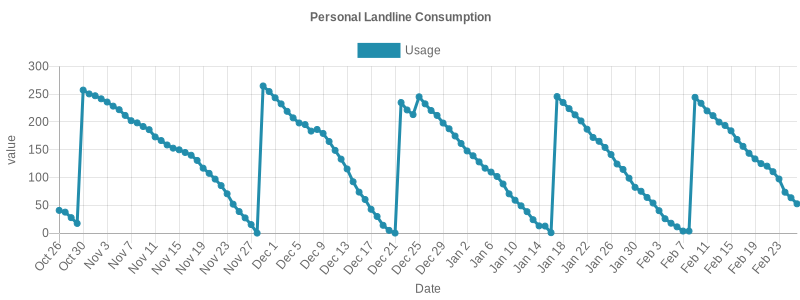 Personal Landline Consumption
Usage
300
250
200
150
100
50
0
value
Oct 26
Oct 30
Nov 3
Nov 7
Nov 11
Nov 15
Nov 19
Nov 23
Nov 27
Dec 1
Dec 5
Dec 9
Dec 13
Dec 17
Dec 21
Dec 25
Dec 29
Jan 2
Jan 6
Jan 10
Jan 14
Jan 18
Jan 22
Jan 26
Jan 30
Feb 3
Feb 7
Feb 11
Feb 15
Feb 19
Feb 23
Date